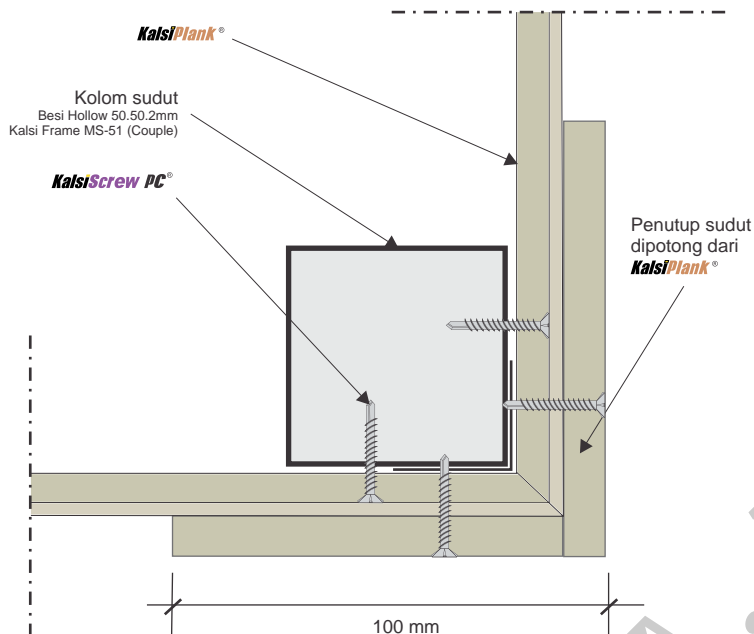 KalsiPlank®
Kolom sudut
Besi Hollow 50.50.2mm
Kalsi Frame MS-51 (Couple)
KalsiScrew PC®
Penutup sudut
dipotong dari
KalsiPlank®
100 mm